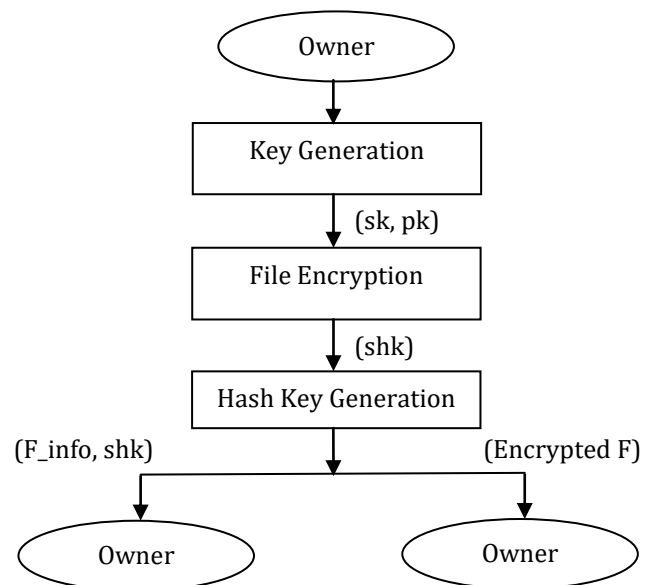 Owner
Key Generation
(sk, pk)
File Encryption
(shk)
Hash Key Generation
(F_info, shk)
(Encrypted F)
Owner
Owner